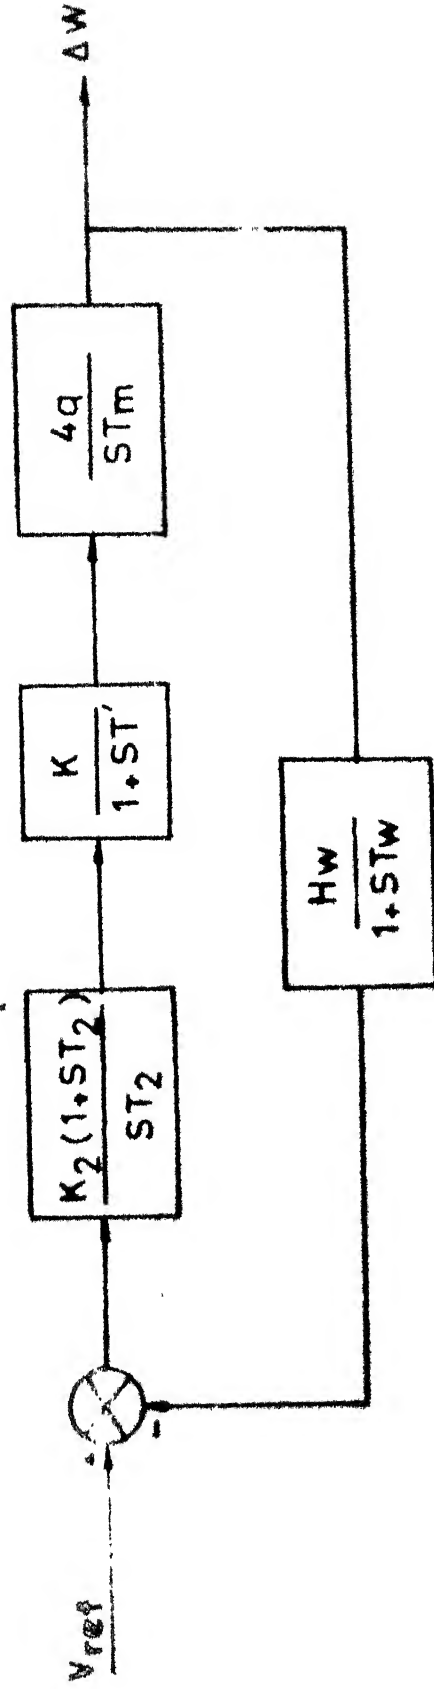 Vref
+
-
K2(1+ST2)
ST2
K
1+ST'
4a
STm
ΔW
Hw
1+STw